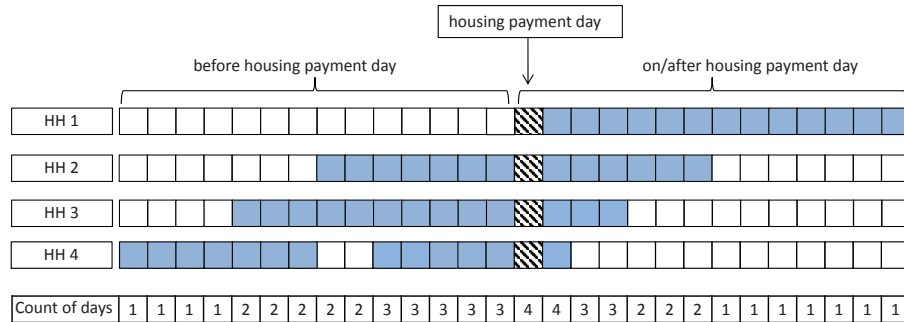 housing payment day
before housing payment day
on/after housing payment day
HH 1
HH 2
HH 3
HH 4
Count of days 1 1 1 1 2 2 2 2 2 3 3 3 3 3 4 4 3 3 2 2 2 1 1 1 1 1 1 1